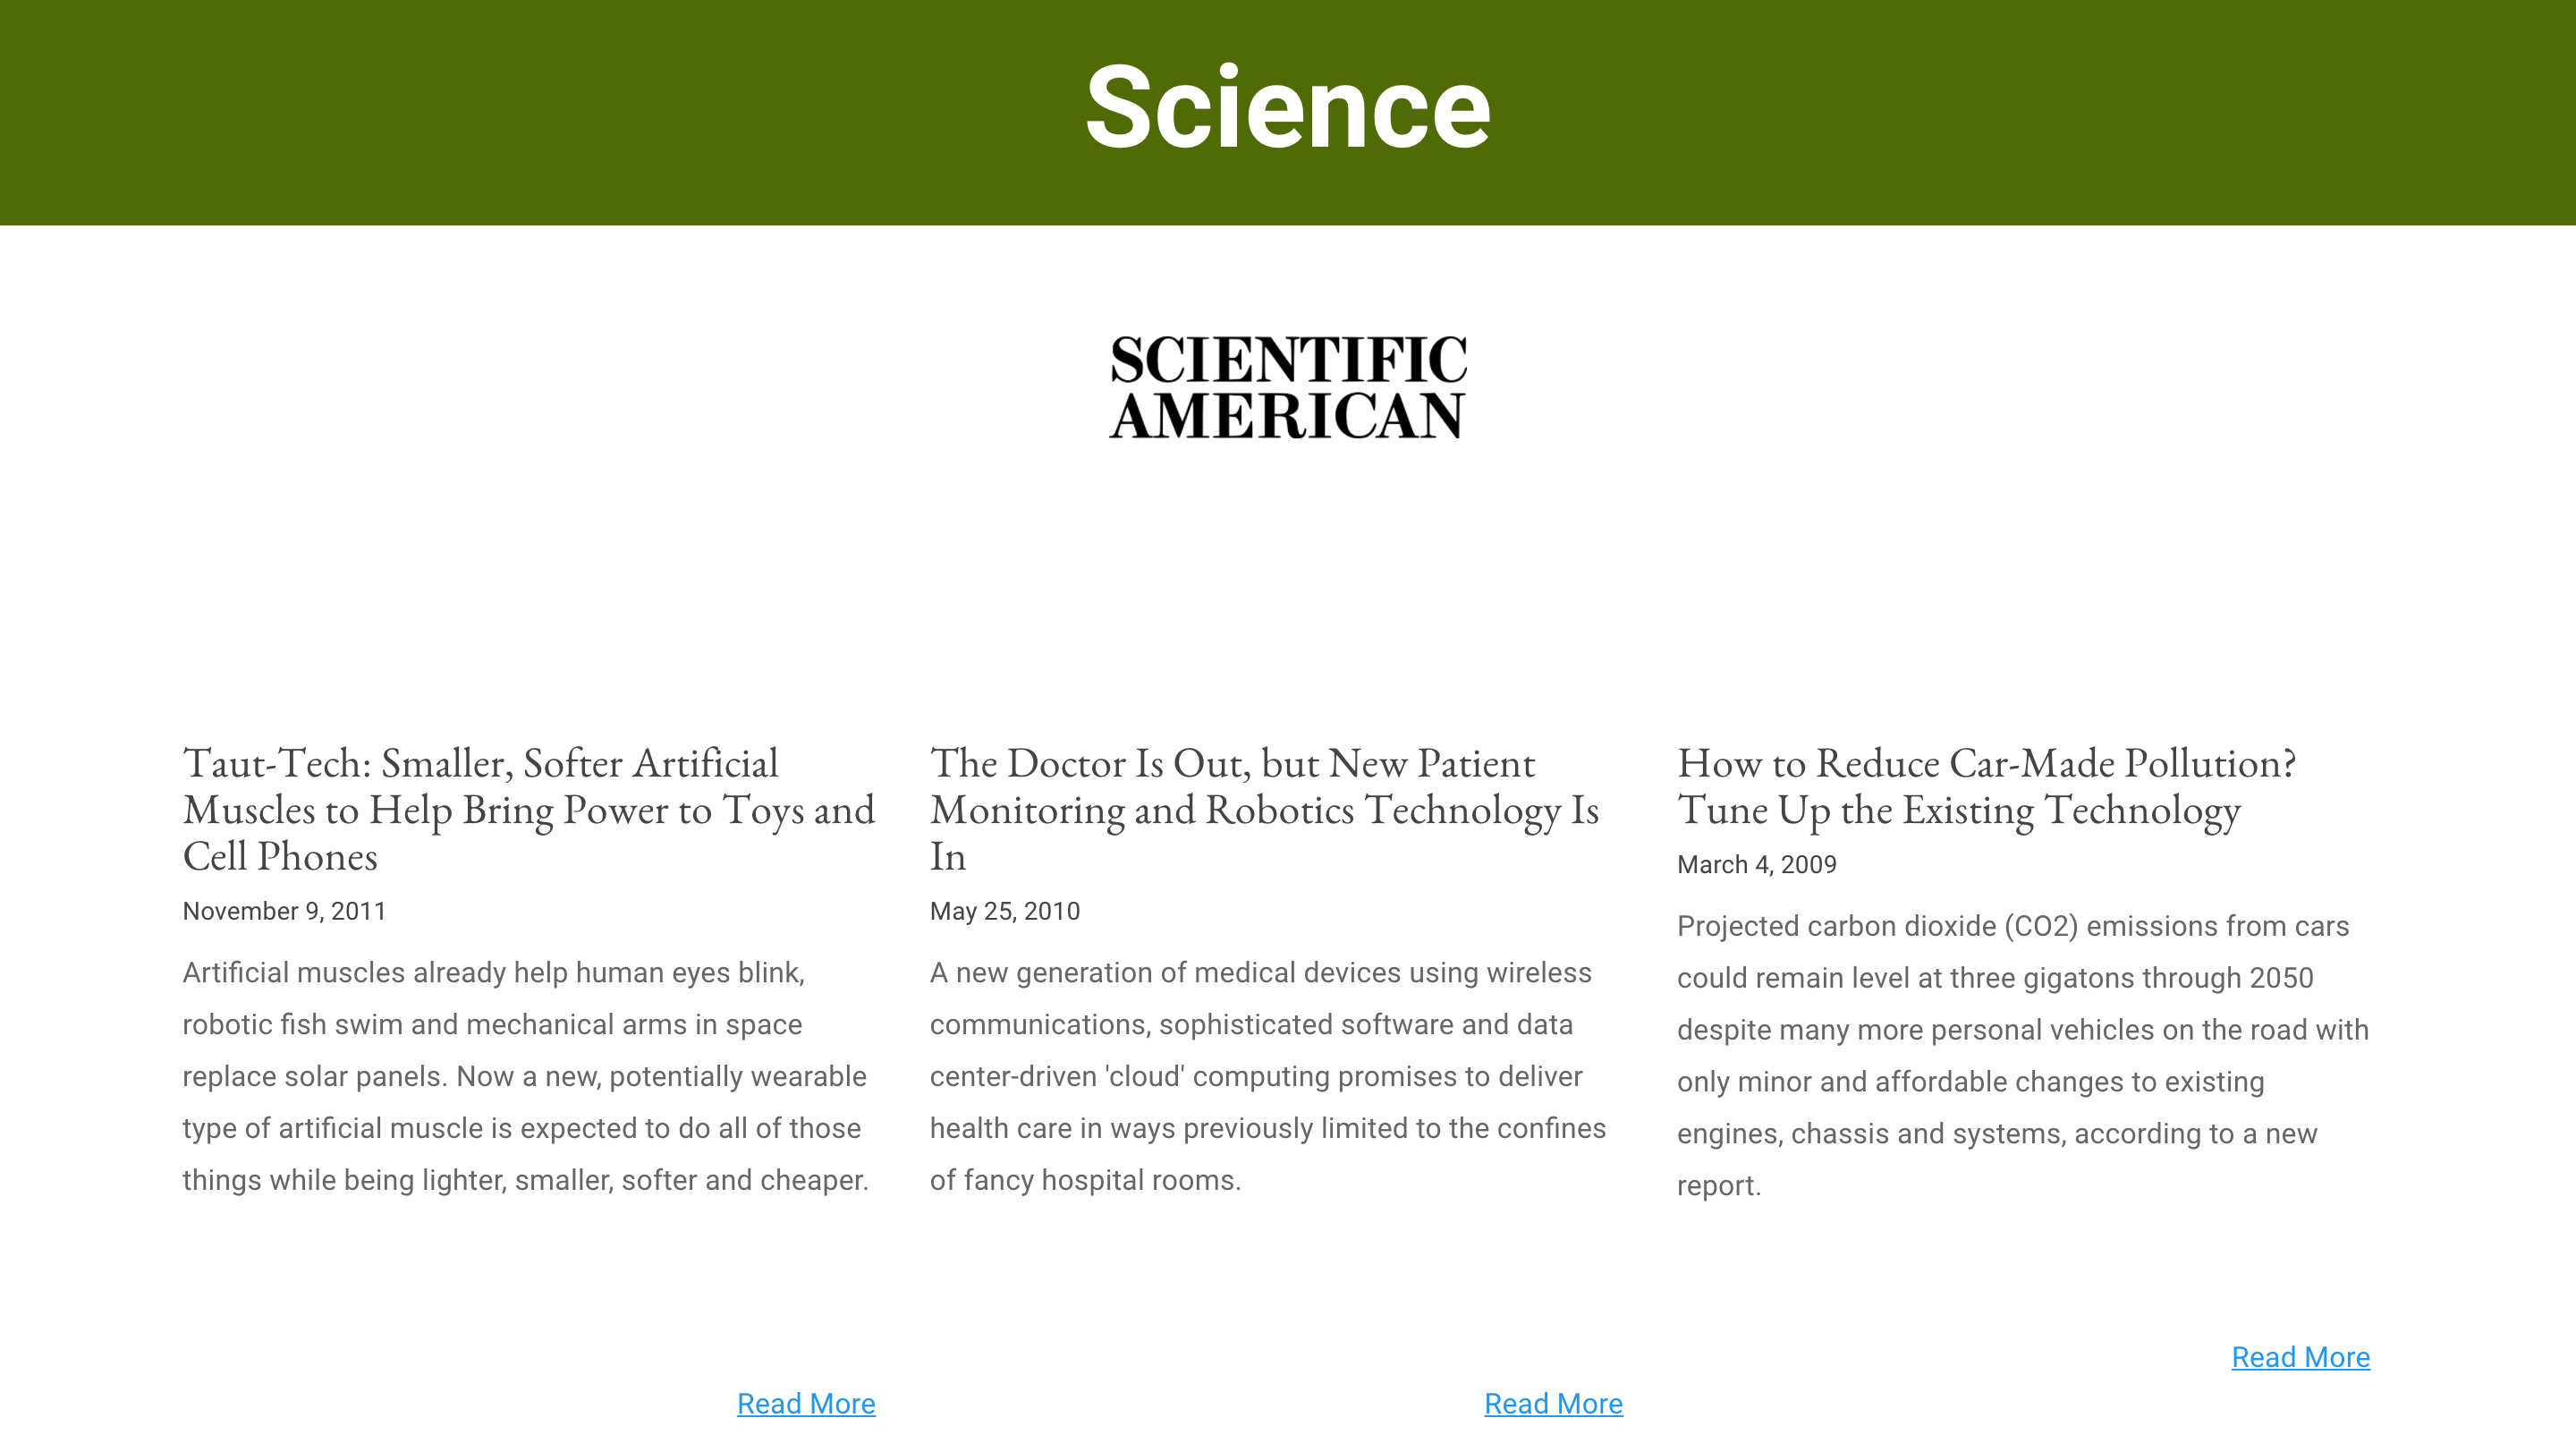 Science
SCIENTIFIC
AMERICAN
Taut-Tech: Smaller, Softer Artificial
Muscles to Help Bring Power to Toys and
Cell Phones
November 9, 2011
Artificial muscles already help human eyes blink,
robotic fish swim and mechanical arms in space
replace solar panels. Now a new, potentially wearable
type of artificial muscle is expected to do all of those
things while being lighter, smaller, softer and cheaper.
Read More
The Doctor Is Out, but New Patient
Monitoring and Robotics Technology Is
In
May 25, 2010
A new generation of medical devices using wireless
communications, sophisticated software and data
center-driven 'cloud' computing promises to deliver
health care in ways previously limited to the confines
of fancy hospital rooms.
Read More
How to Reduce Car-Made Pollution?
Tune Up the Existing Technology
March 4, 2009
Projected carbon dioxide (CO2) emissions from cars
could remain level at three gigatons through 2050
despite many more personal vehicles on the road with
only minor and affordable changes to existing
engines, chassis and systems, according to a new
report.
Read More